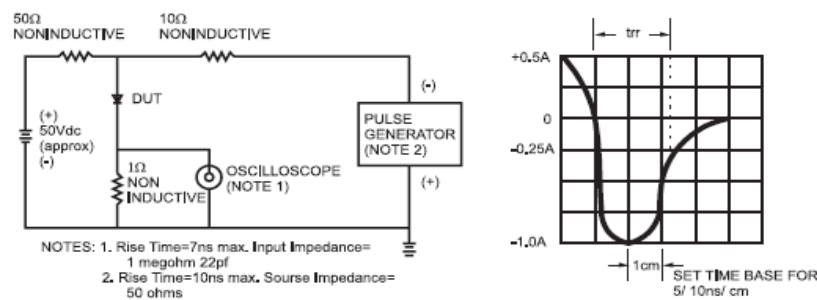 50Ω
NONINDUCTIVE
10Ω
NONINDUCTIVE
DUT
(+)
50Vdc
(approx)
(-)
1Ω
NON
INDUCTIVE
OSCILLOSCOPE
(NOTE 1)
(-)
PULSE
GENERATOR
(NOTE 2)
(+)
NOTES: 1. Rise Time=7ns max. Input Impedance=
1 megohm 22pf
2. Rise Time=10ns max. Sourse Impedance=
50 ohms
trr
+0.5A
0
-0.25A
-1.0A
1cm
SET TIME BASE FOR
5/ 10ns/ cm